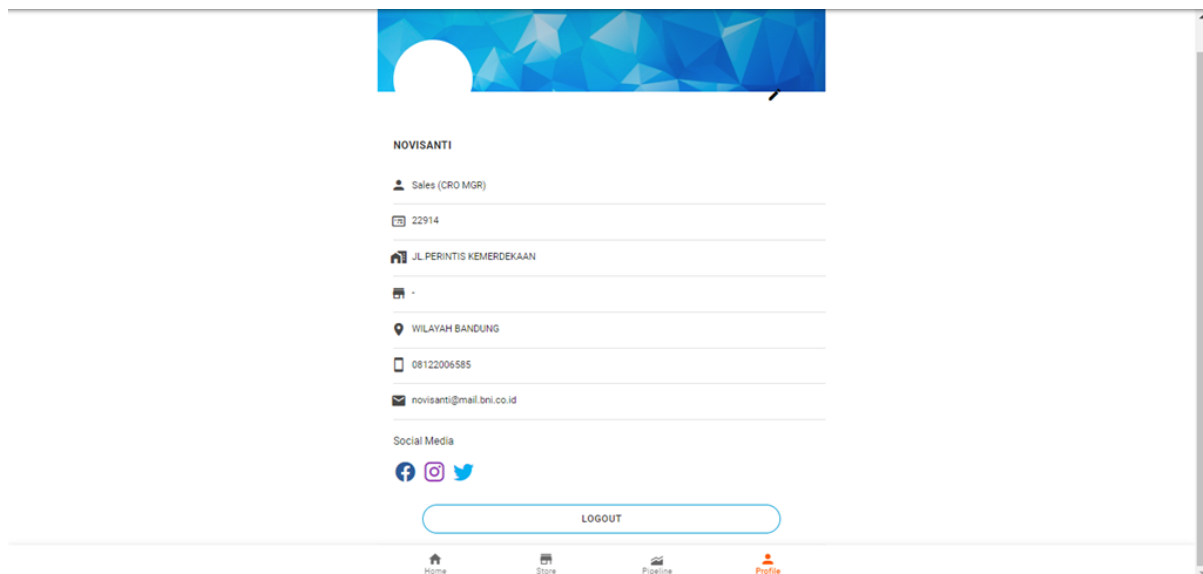 NOVISANTI
Sales (CRO MGR)
22914
JL.PERINTIS KEMERDEKAAN
-
WILAYAH BANDUNG
08122006585
novisanti@mail.bni.co.id
Social Media
LOGOUT
Home Store Pipeline Profile